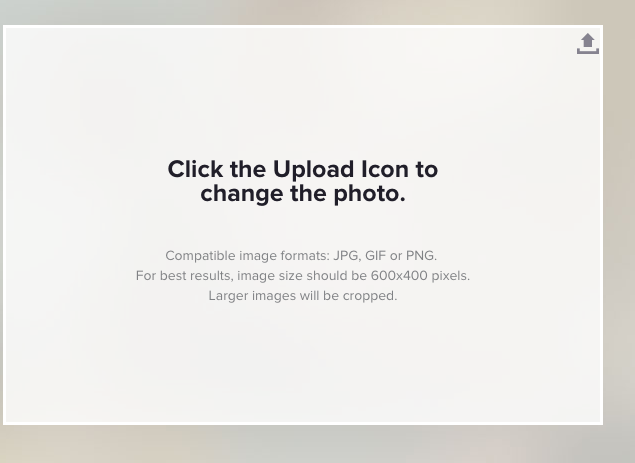 Click the Upload Icon to
change the photo.
Compatible image formats: JPG, GIF or PNG.
For best results, image size should be 600x400 pixels.
Larger images will be cropped.